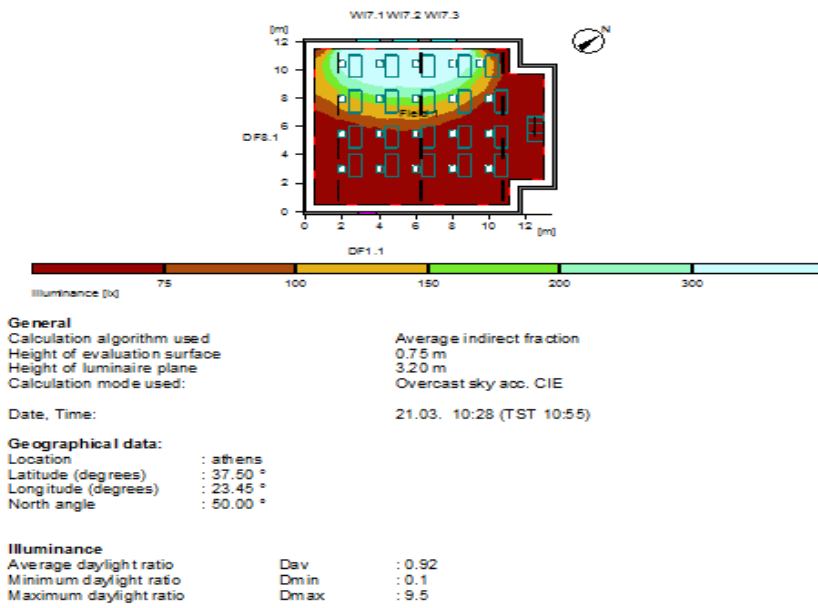 WI7.1 WI7.2 WI7.3
[m]
N
12
10
8
6
4
2
0
DF8.1
0 2 4 6 8 10 12
[m]
DF1.1
75 100 150 200 300
Illuminance [lx]
General
Calculation algorithm used Average indirect fraction
Height of evaluation surface 0.75 m
Height of luminaire plane 3.20 m
Calculation mode used: Overcast sky acc. CIE
Date, Time: 21.03. 10:28 (TST 10:55)
Geographical data:
Location : athens
Latitude (degrees) : 37.50 °
Longitude (degrees) : 23.45 °
North angle : 50.00 °
Illuminance
Average daylight ratio Dav : 0.92
Minimum daylight ratio Dmin : 0.1
Maximum daylight ratio Dmax : 9.5